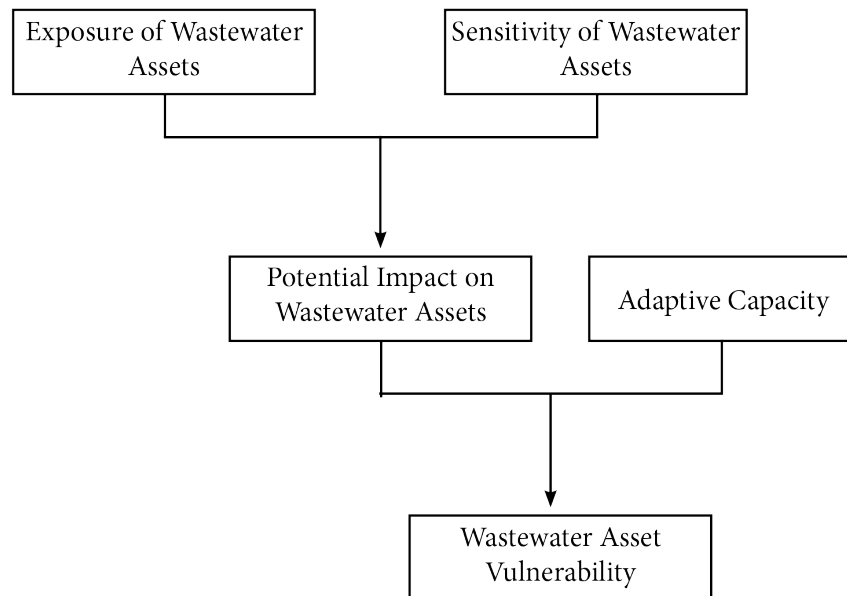 Exposure of Wastewater
Assets
Sensitivity of Wastewater
Assets
Potential Impact on
Wastewater Assets
Adaptive Capacity
Wastewater Asset
Vulnerability